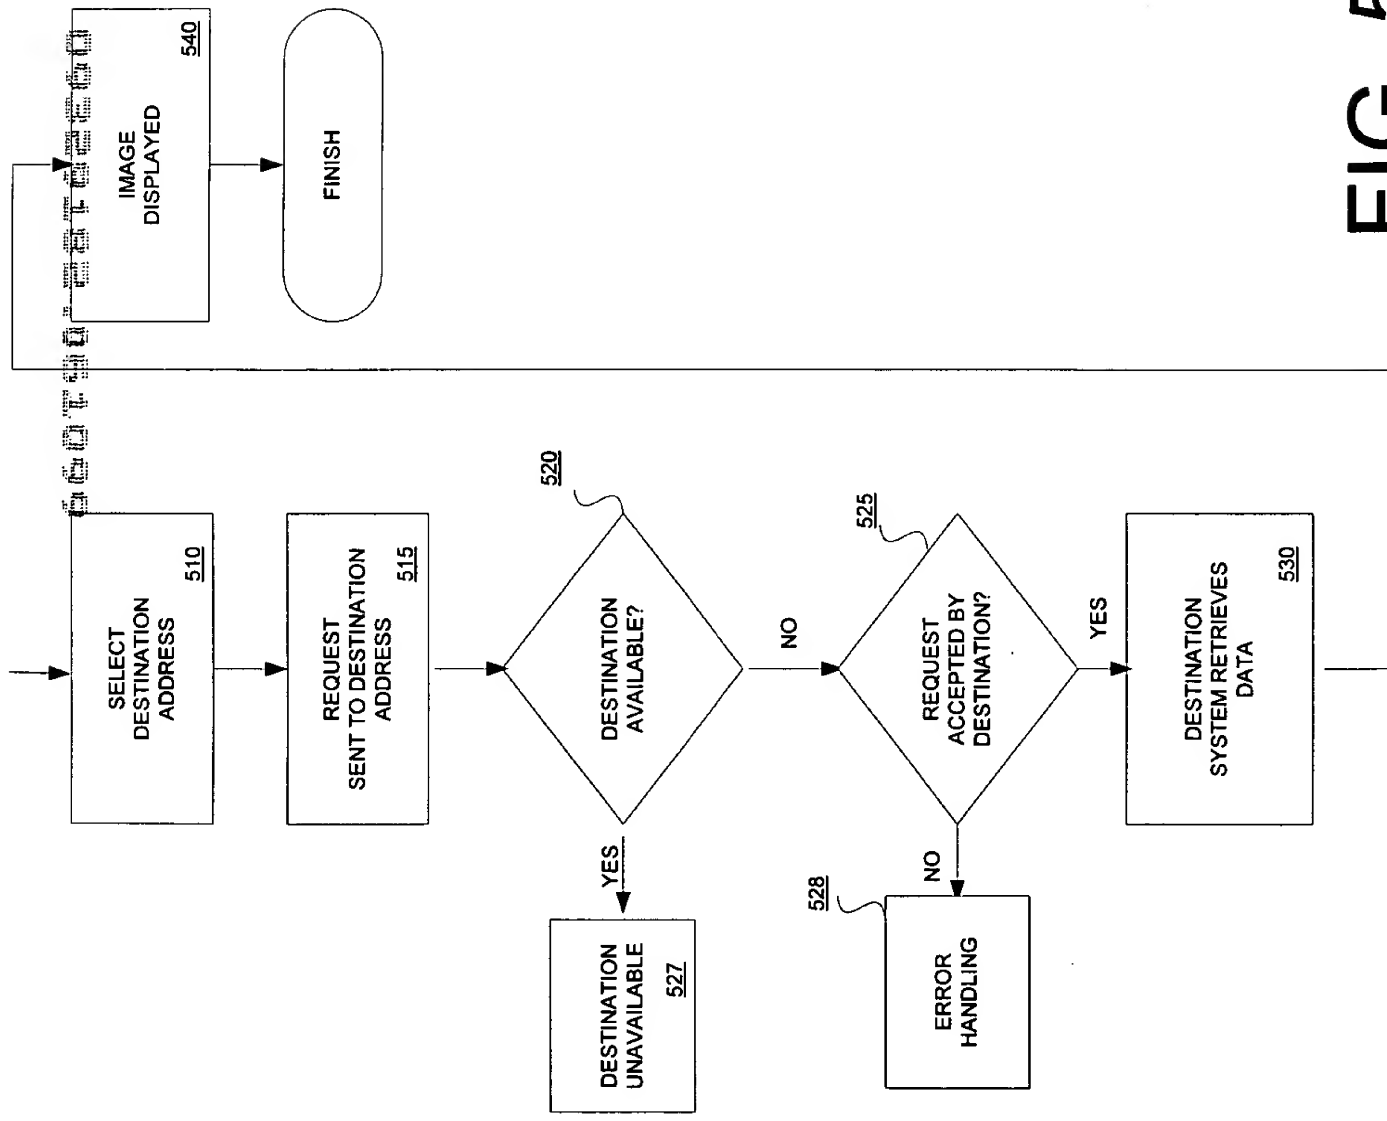 SELECT
DESTINATION
ADDRESS
510
REQUEST
SENT TO DESTINATION
ADDRESS
515
DESTINATION
AVAILABLE?
520
YES
DESTINATION
UNAVAILABLE
527
NO
REQUEST
ACCEPTED BY
DESTINATION?
525
NO
528
ERROR
HANDLING
YES
DESTINATION
SYSTEM RETRIEVES
DATA
530
IMAGE
DISPLAYED
540
FINISH
FIG